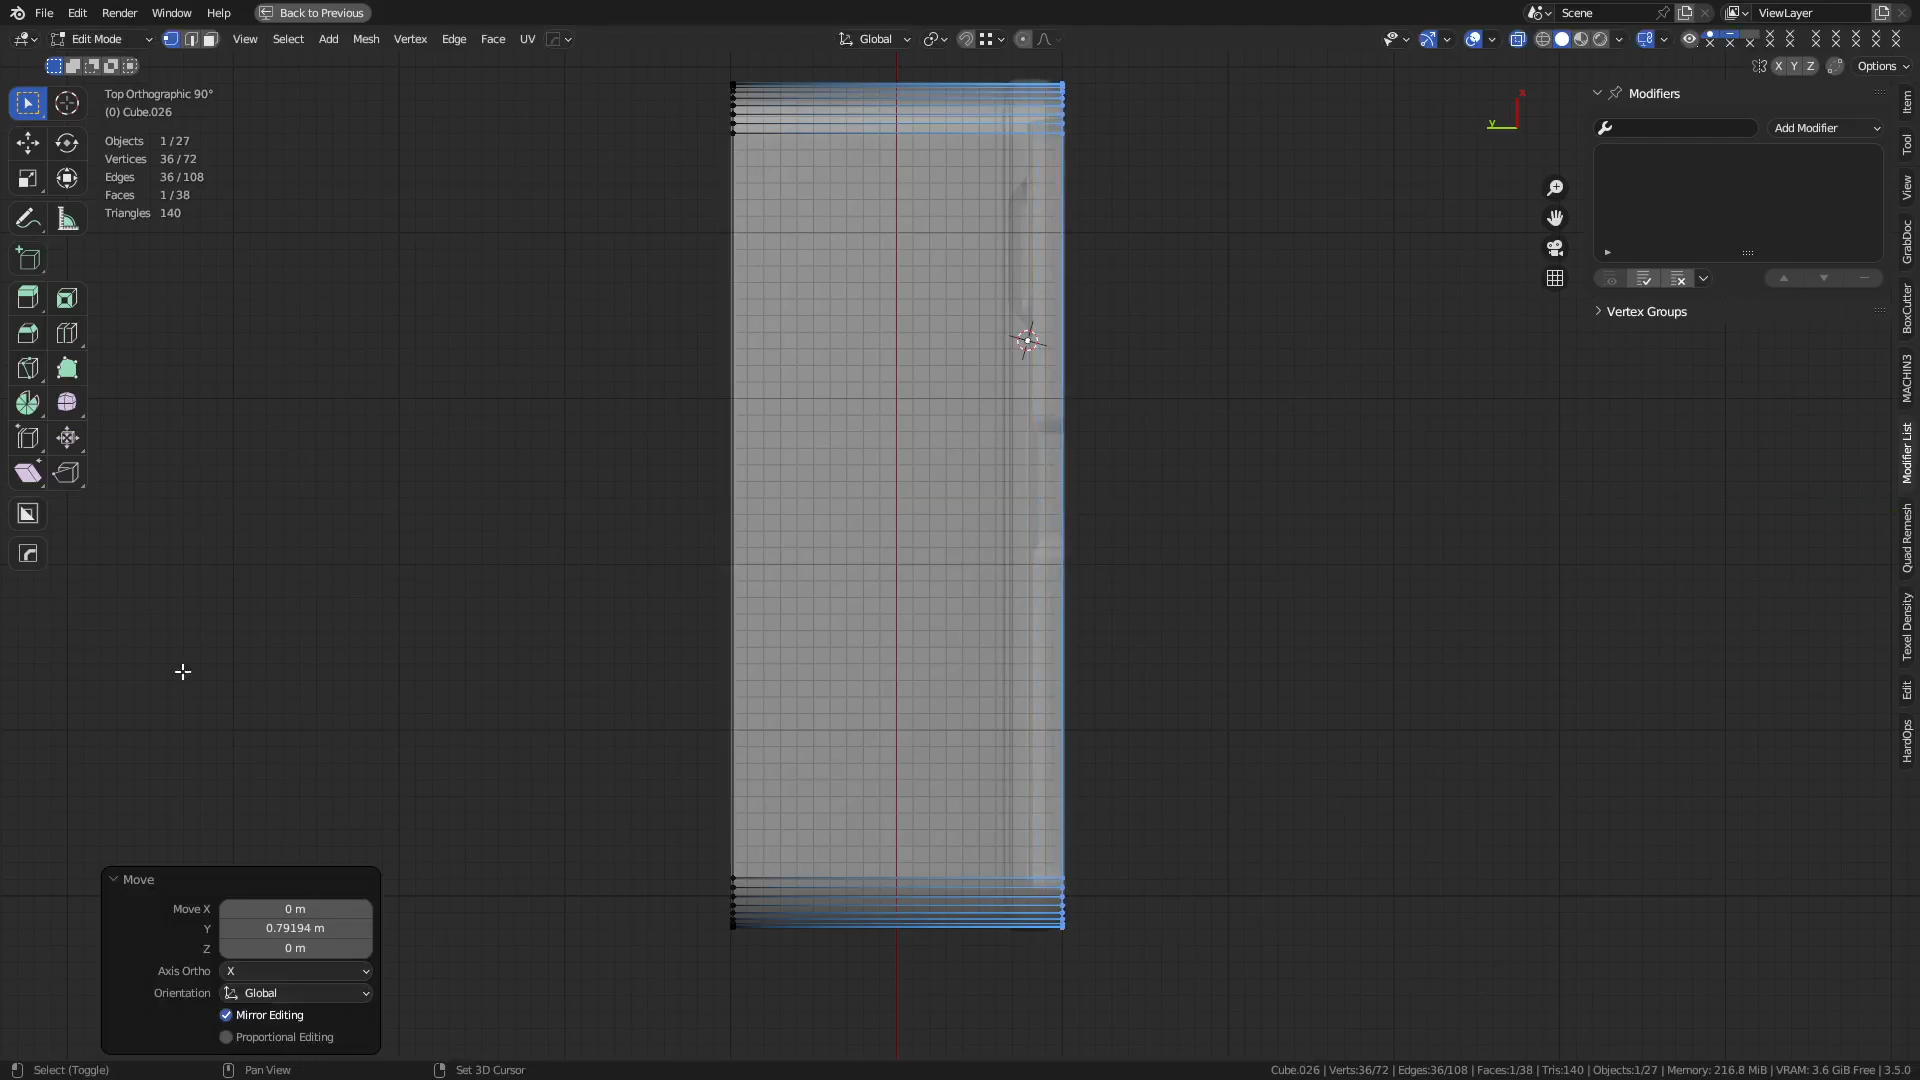 File Edit Render Window Help Back to Previous Scene ViewLayer
Edit Mode View Select Add Mesh Vertex Edge Face UV Global
X Y Z Options
Top Orthographic 90°
(0) Cube.026
Objects 1 / 27
Vertices 36 / 72
Edges 36 / 108
Faces 1 / 38
Triangles 140
X
Y
Modifiers
Add Modifier
Vertex Groups
Item
Tool
View
GrabDoc
BoxCutter
MACHIN3
Modifier List
Quad Remesh
Texel Density
Edit
HardOps
Move
Move X 0 m
Y 0.79194 m
Z 0 m
Axis Ortho X
Orientation Global
Mirror Editing
Proportional Editing
Select (Toggle) Pan View Set 3D Cursor Cube.026 | Verts:36/72 | Edges:36/108 | Faces:1/38 | Tris:140 | Objects:1/27 | Memory: 216.8 MiB | VRAM: 3.6 GiB Free | 3.5.0